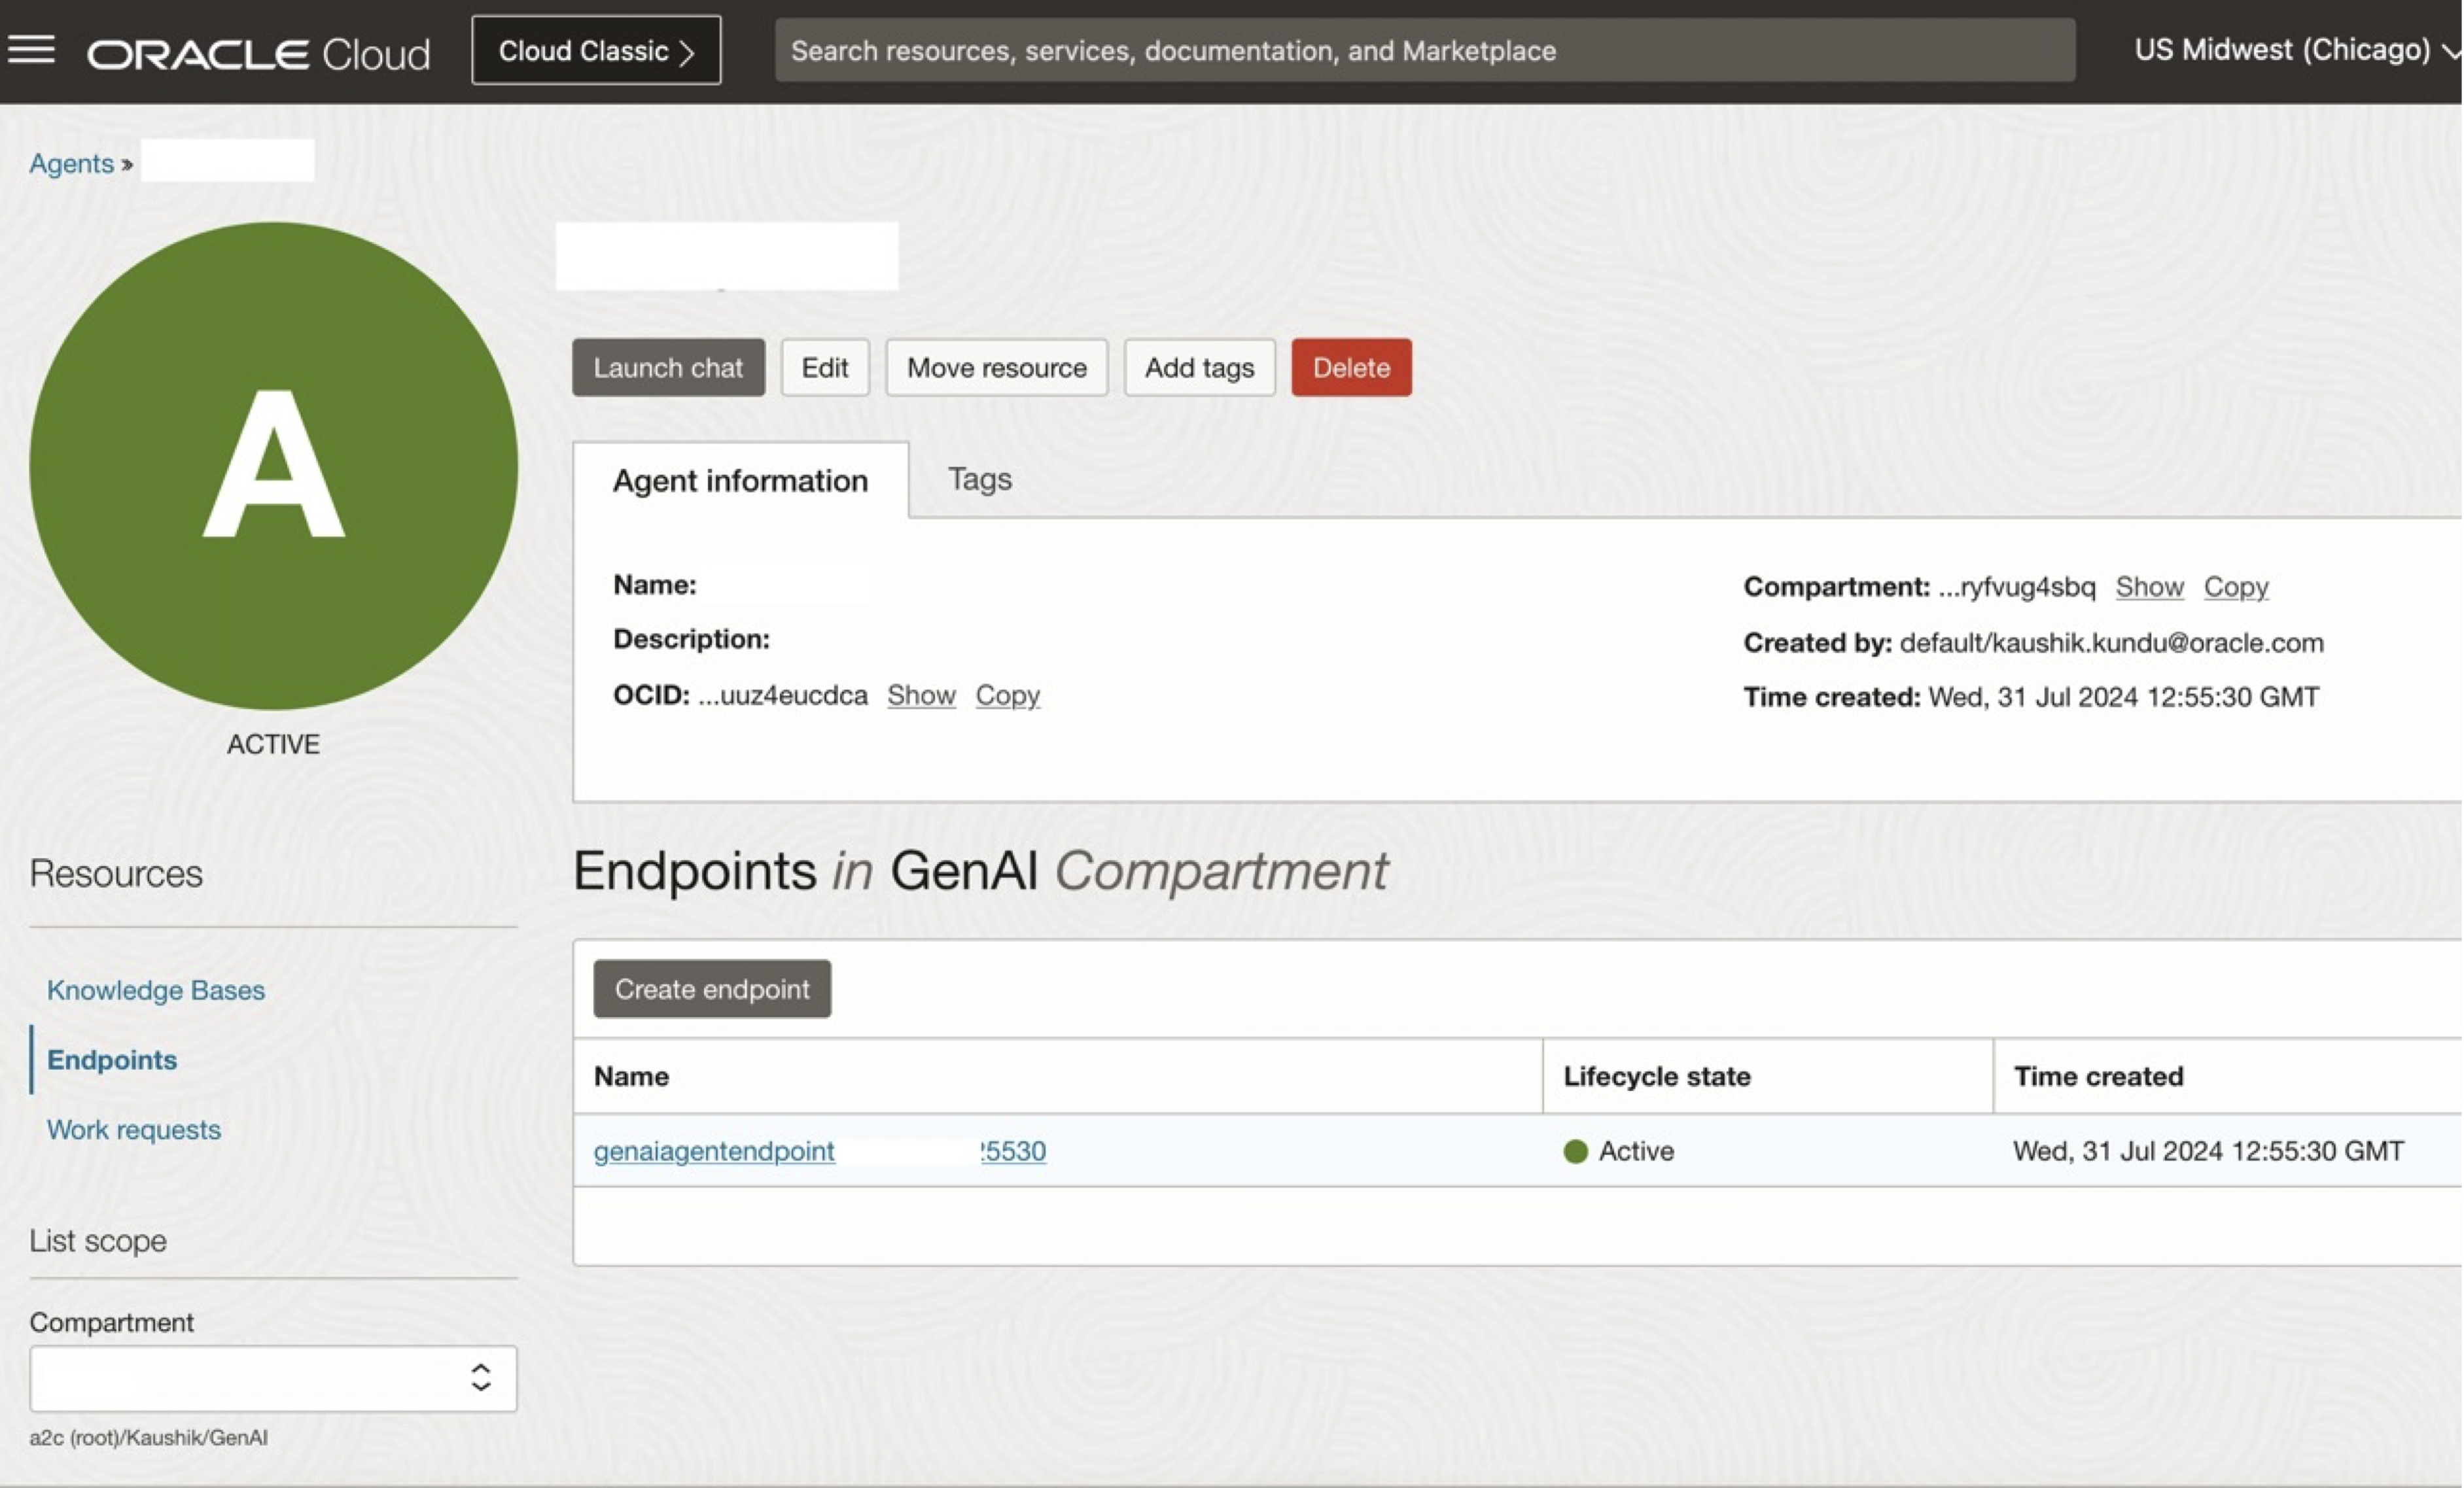 ORACLE Cloud
Cloud Classic >
Search resources, services, documentation, and Marketplace
US Midwest (Chicago)
Agents »
A
ACTIVE
Launch chat
Edit
Move resource
Add tags
Delete
Agent information
Tags
Name:
Description:
OCID: ...uuz4eucdca Show Copy
Compartment: ...ryfvug4sbq Show Copy
Created by: default/kaushik.kundu@oracle.com
Time created: Wed, 31 Jul 2024 12:55:30 GMT
Resources
Knowledge Bases
Endpoints
Work requests
List scope
Compartment
a2c (root)/Kaushik/GenAI
Endpoints in GenAI Compartment
Create endpoint
Name Lifecycle state Time created
genaiagentendpoint 5530 Active Wed, 31 Jul 2024 12:55:30 GMT